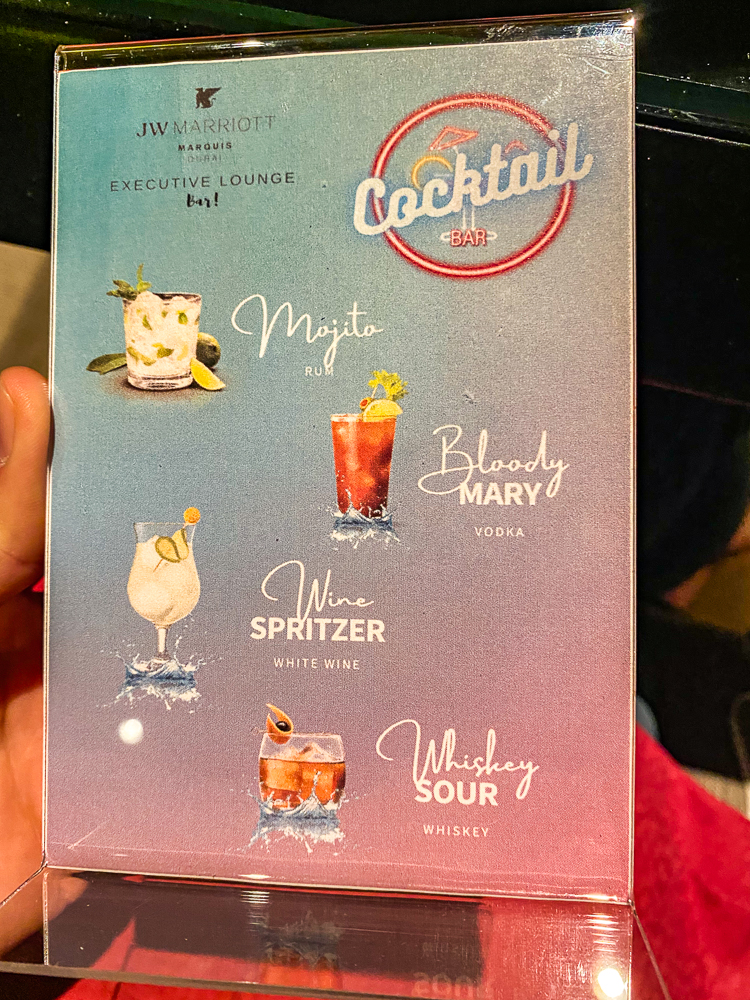 JW MARRIOTT
MARQUIS
DUBAI
EXECUTIVE LOUNGE
Bar!
Cocktail
BAR
Mojito
RUM
Bloody
MARY
VODKA
Wine
SPRITZER
WHITE WINE
Whiskey
SOUR
WHISKEY